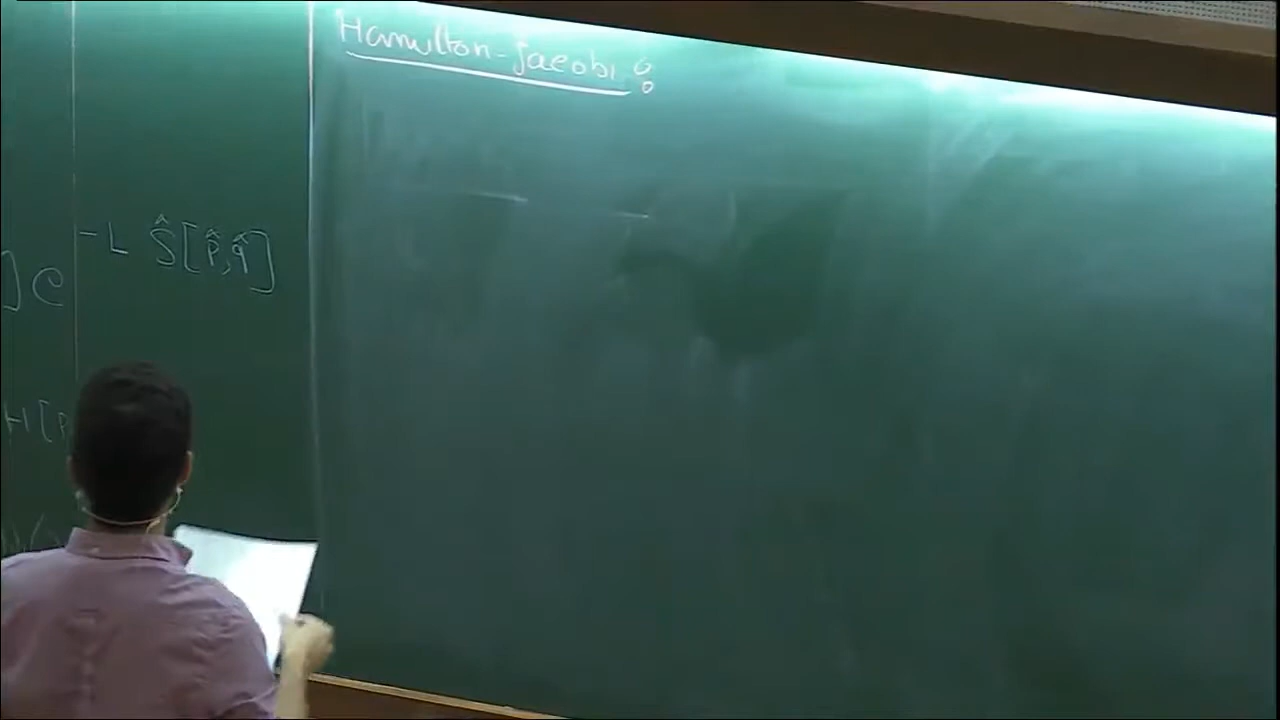 Hamilton-Jacobi :
] e^{-L Ŝ[p̂,q̂]}
H[P